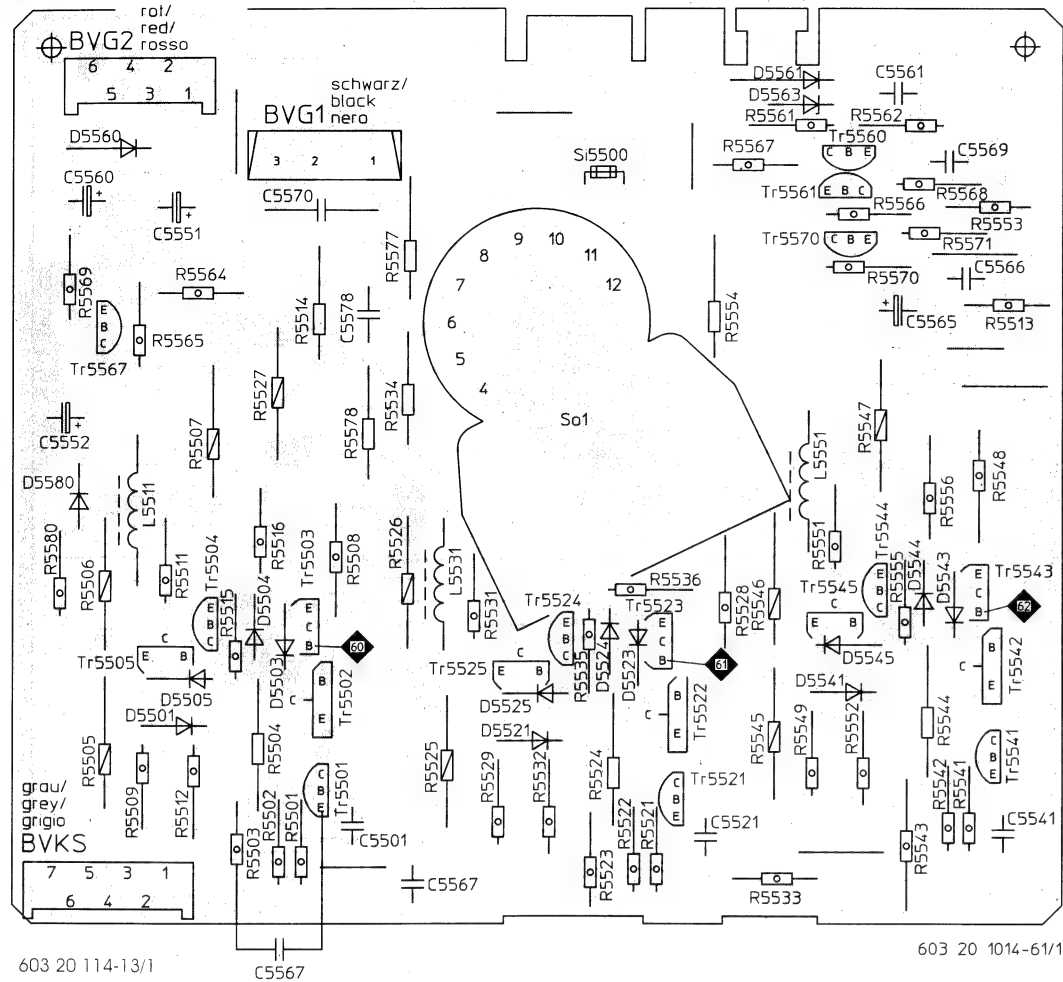 rot/
red/
rosso
BVG2
6 4 2
5 3 1
schwarz/
black
nero
BVG1
3 2 1
D5560
C5560
C5551
C5570
Si5500
D5561
C5561
D5563
R5561
R5562
Tr5560
C B E
R5567
C5569
Tr5561
E B C
R5568
R5566
R5553
Tr5570
C B E
R5571
R5570
C5566
C5565
R5513
R5569
R5564
R5577
R5514
C5578
E
B
C
R5565
Tr5567
R5554
9 10
8 11
7 12
6
5
4
So1
R5527
R5534
R5507
R5578
C5552
R5547
L5551
D5580
L5511
R5548
R5556
R5580
R5506
R5511
Tr5504
R5516
Tr5503
R5508
R5526
L5531
R5531
R5536
R5528
R5546
R5551
Tr5544
R5555
D5544
D5543
Tr5543
E
B
C
R5515
D5504
E
C
B
60
D5503
Tr5524
E
B
C
R5535
D5524
Tr5523
E
C
B
61
D5523
Tr5545
C
E B
D5545
E
B
C
E
C
B
62
Tr5505
C
E B
D5505
Tr5502
B
C
E
Tr5525
C
E B
D5525
Tr5522
B
C
E
D5541
Tr5542
B
C
E
D5501
R5505
R5504
R5525
D5521
R5529
R5532
R5524
R5545
R5549
R5552
R5544
Tr5541
C
B
E
R5509
R5512
Tr5501
C
B
E
R5503
R5502
R5501
C5501
Tr5521
C
B
E
R5522
R5521
R5523
C5521
R5542
R5541
R5543
C5541
grau/
grey/
grigio
BVKS
7 5 3 1
6 4 2
C5567
R5533
603 20 114-13/1
C5567
603 20 1014-61/1